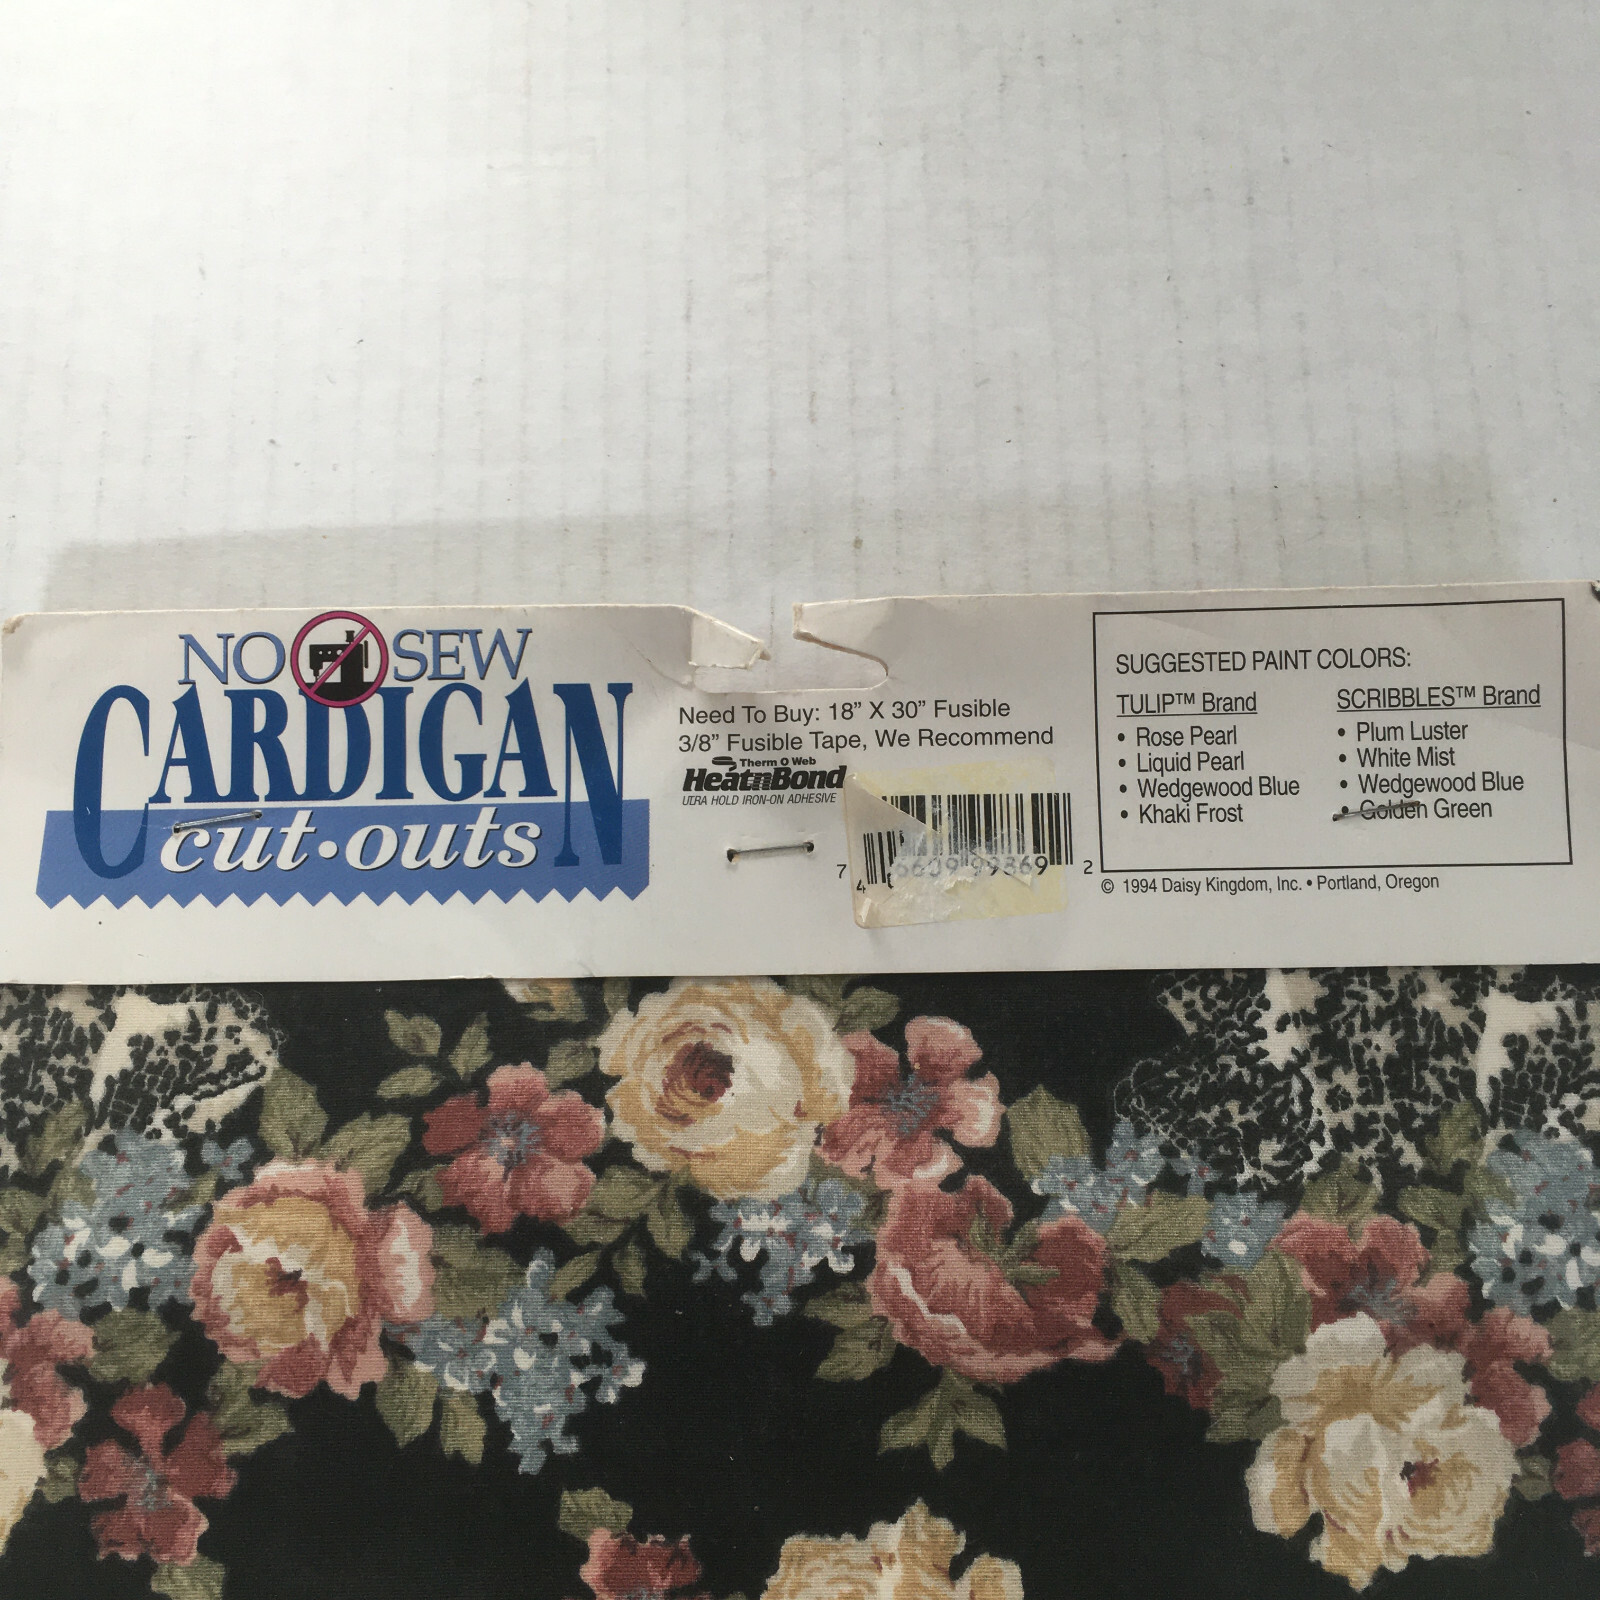 NO SEW
CARDIGAN
cut·outs
Need To Buy: 18” X 30” Fusible
3/8” Fusible Tape, We Recommend
Therm O Web
HeatnBond
ULTRA HOLD IRON-ON ADHESIVE
7 2
SUGGESTED PAINT COLORS:
TULIP™ Brand
• Rose Pearl
• Liquid Pearl
• Wedgewood Blue
• Khaki Frost
SCRIBBLES™ Brand
• Plum Luster
• White Mist
• Wedgewood Blue
• Golden Green
© 1994 Daisy Kingdom, Inc. • Portland, Oregon